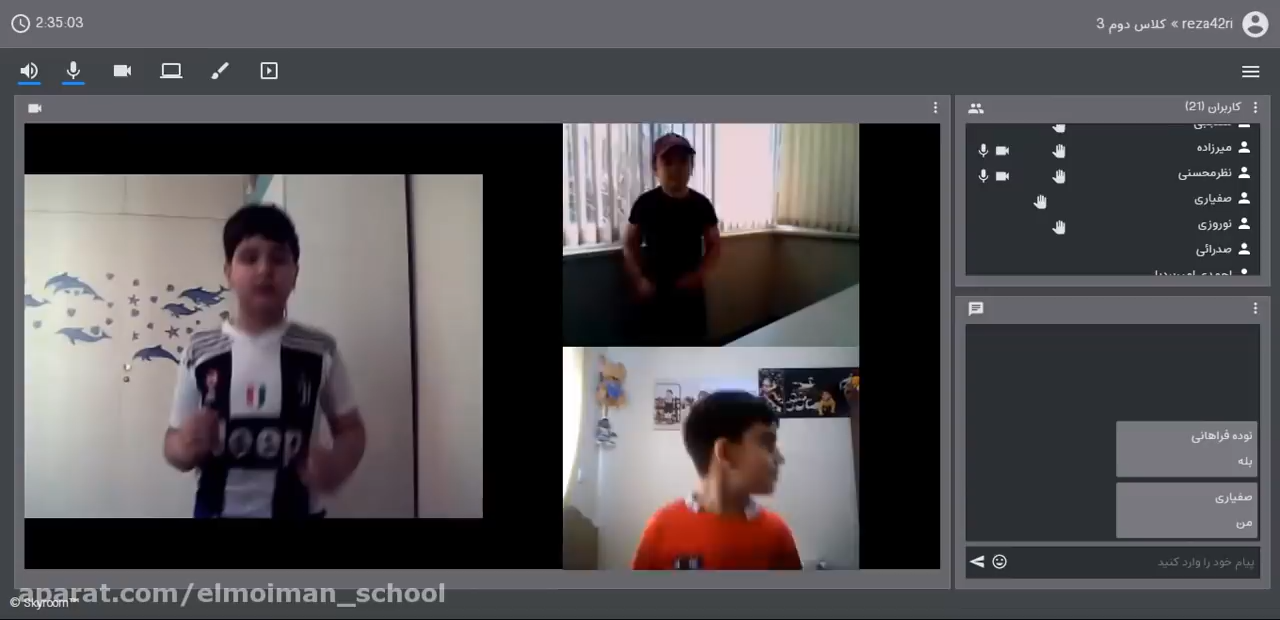 2:35.03
reza42ri » کلاس دوم 3
کاربران (21)
میرزاده
نظرمحسنی
صفیاری
نوروزی
صدرائی
Jeep
نوده فراهانی
بله
صفیاری
من
پیام خود را وارد کنید
aparat.com/elmoiman_school
© Skyroom™